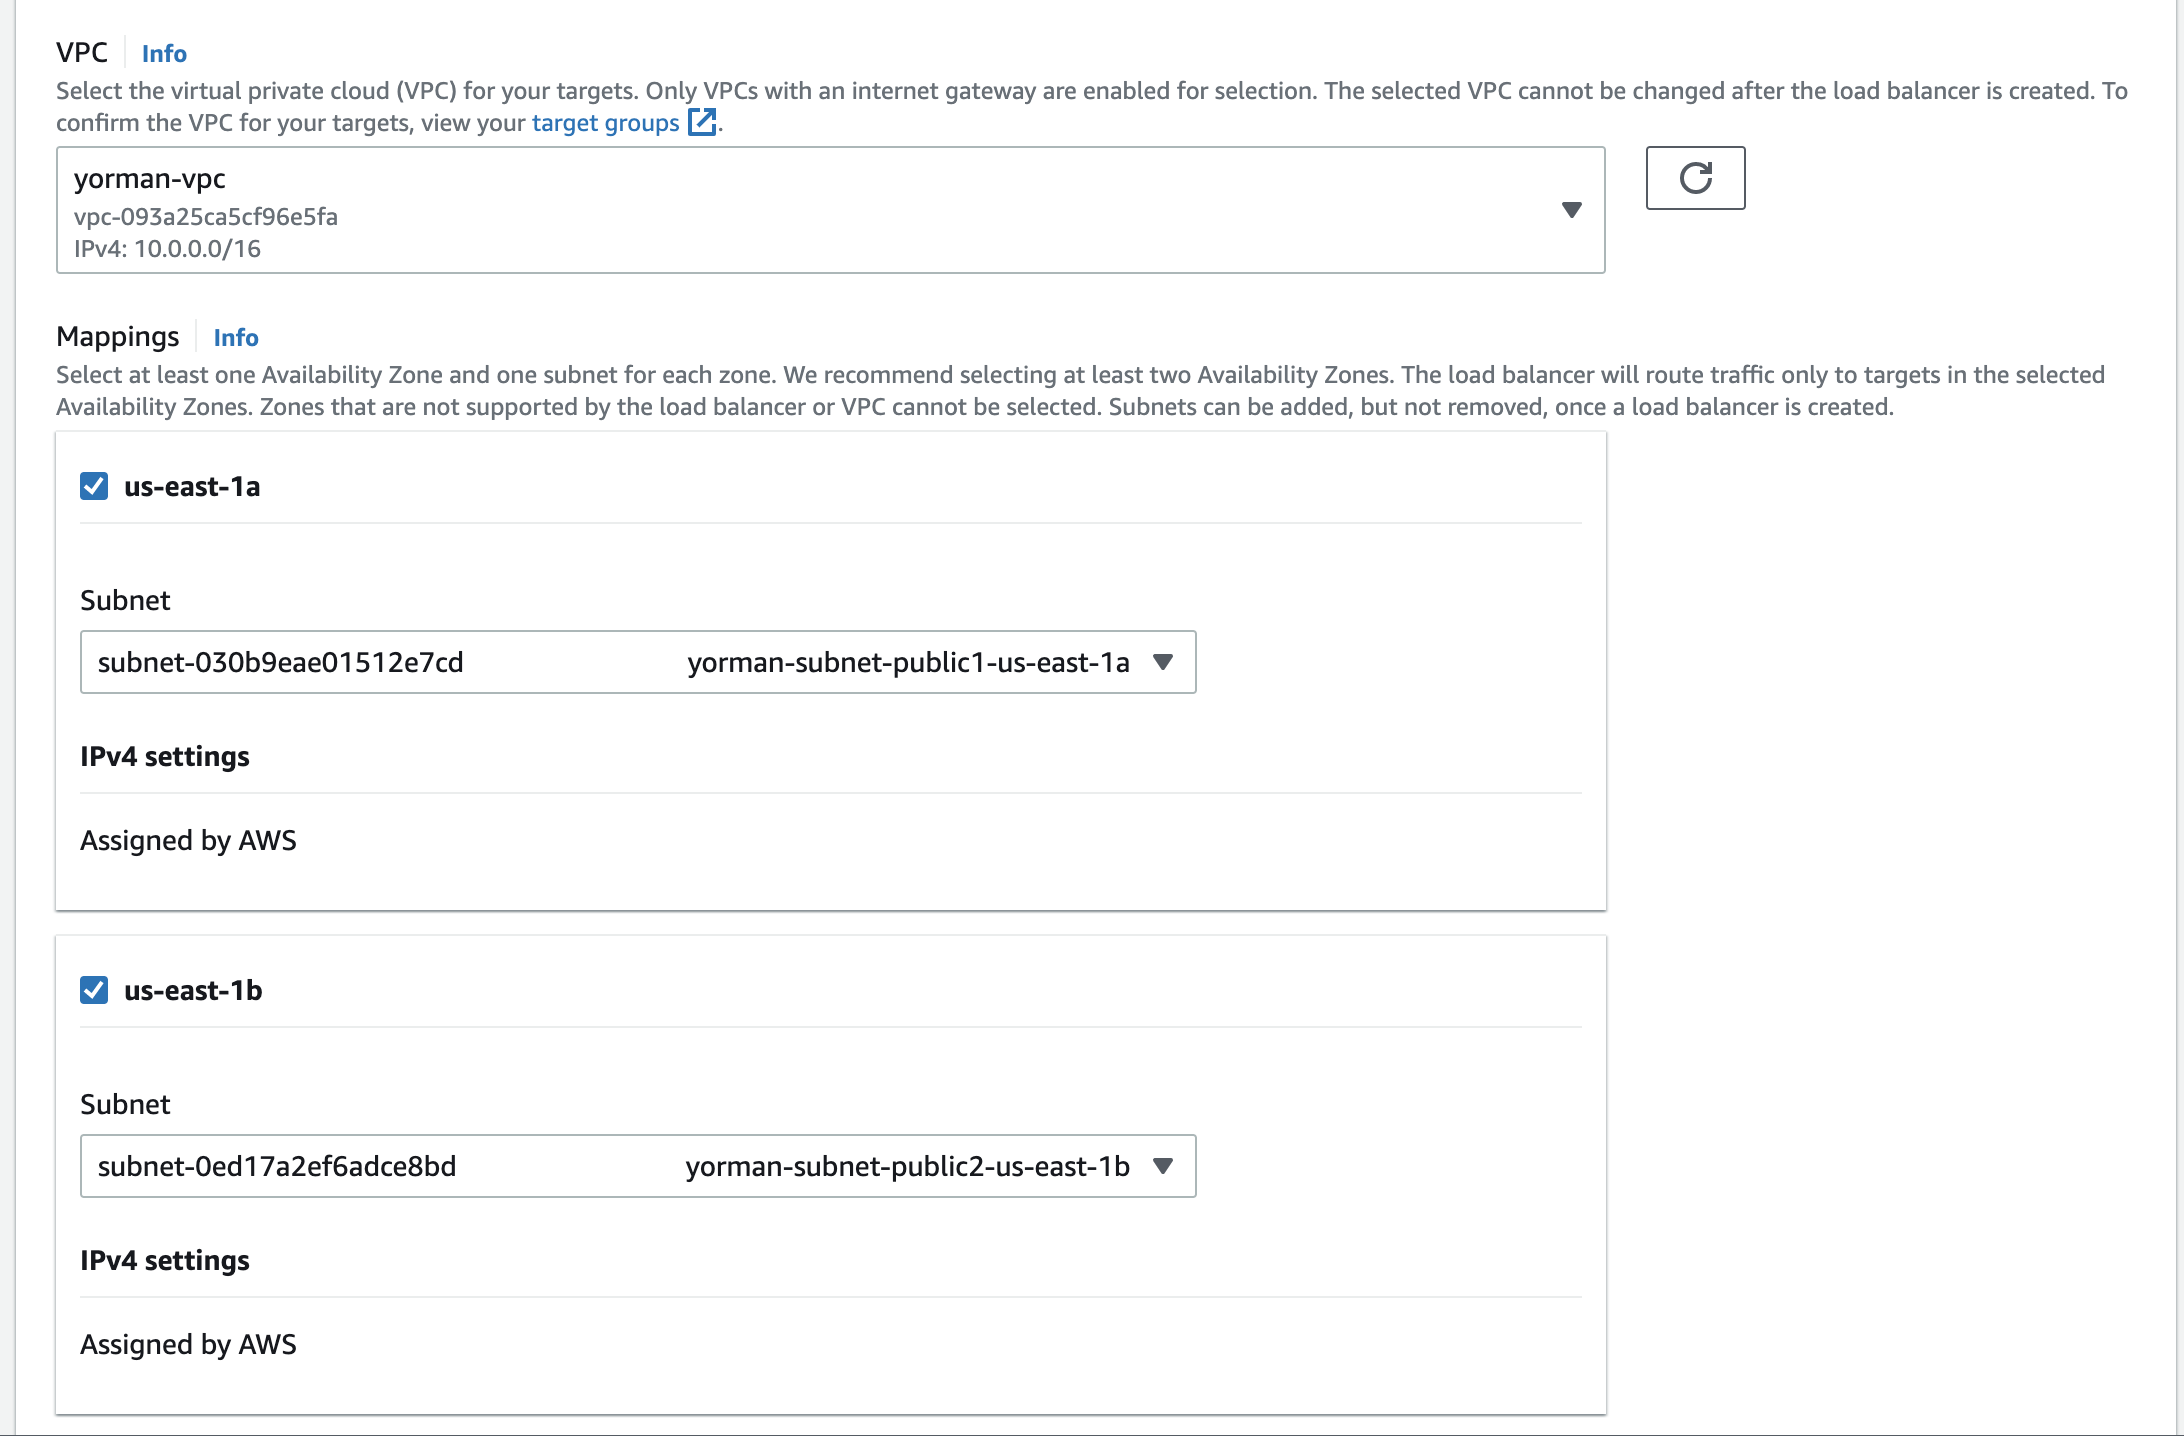 VPC Info
Select the virtual private cloud (VPC) for your targets. Only VPCs with an internet gateway are enabled for selection. The selected VPC cannot be changed after the load balancer is created. To
confirm the VPC for your targets, view your target groups.
yorman-vpc
vpc-093a25ca5cf96e5fa
IPv4: 10.0.0.0/16
Mappings Info
Select at least one Availability Zone and one subnet for each zone. We recommend selecting at least two Availability Zones. The load balancer will route traffic only to targets in the selected
Availability Zones. Zones that are not supported by the load balancer or VPC cannot be selected. Subnets can be added, but not removed, once a load balancer is created.
us-east-1a
Subnet
subnet-030b9eae01512e7cd yorman-subnet-public1-us-east-1a
IPv4 settings
Assigned by AWS
us-east-1b
Subnet
subnet-0ed17a2ef6adce8bd yorman-subnet-public2-us-east-1b
IPv4 settings
Assigned by AWS